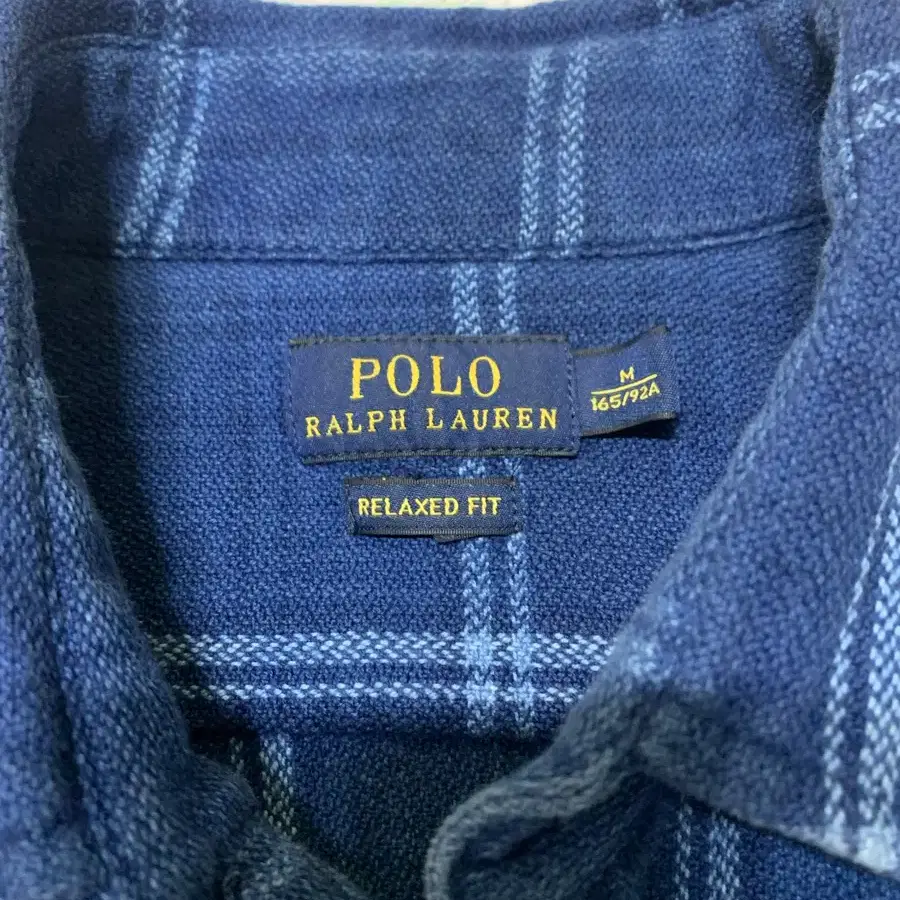 POLO
RALPH LAUREN
M
165/92A
RELAXED FIT